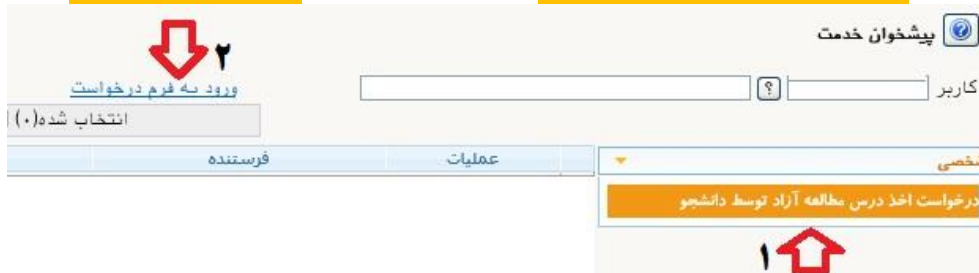 پیشخوان خدمت
۲
ورود به فرم درخواست
کاربر ؟
انتخاب شده(۰)
عملیات فرستنده
درخواست اخذ درس مطالعه آزاد توسط دانشجو
۱